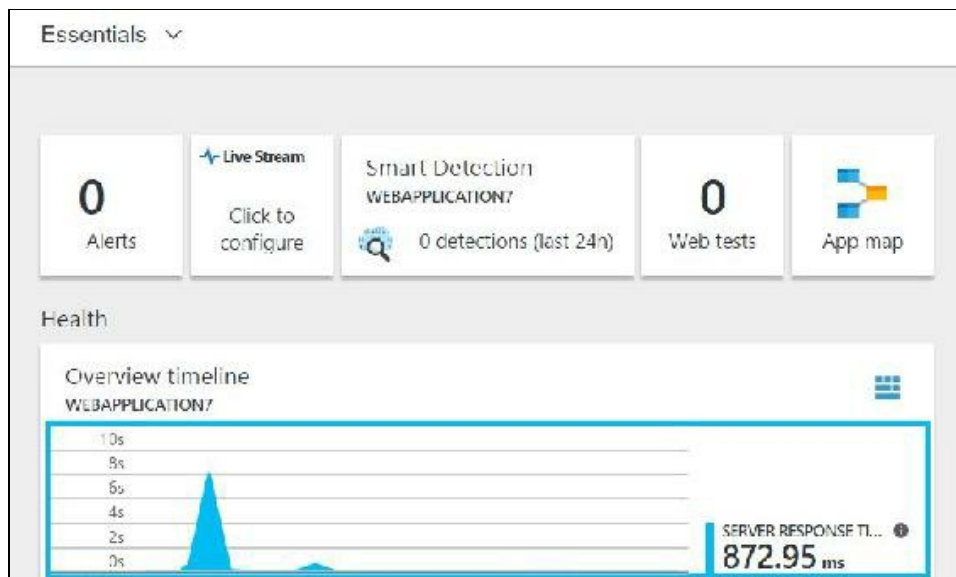 Essentials
0
Alerts
Live Stream
Click to
configure
Smart Detection
WEBAPPLICATION7
0 detections (last 24h)
0
Web tests
App map
Health
Overview timeline
WEBAPPLICATION7
10s
8s
6s
4s
2s
0s
SERVER RESPONSE TI...
872.95 ms